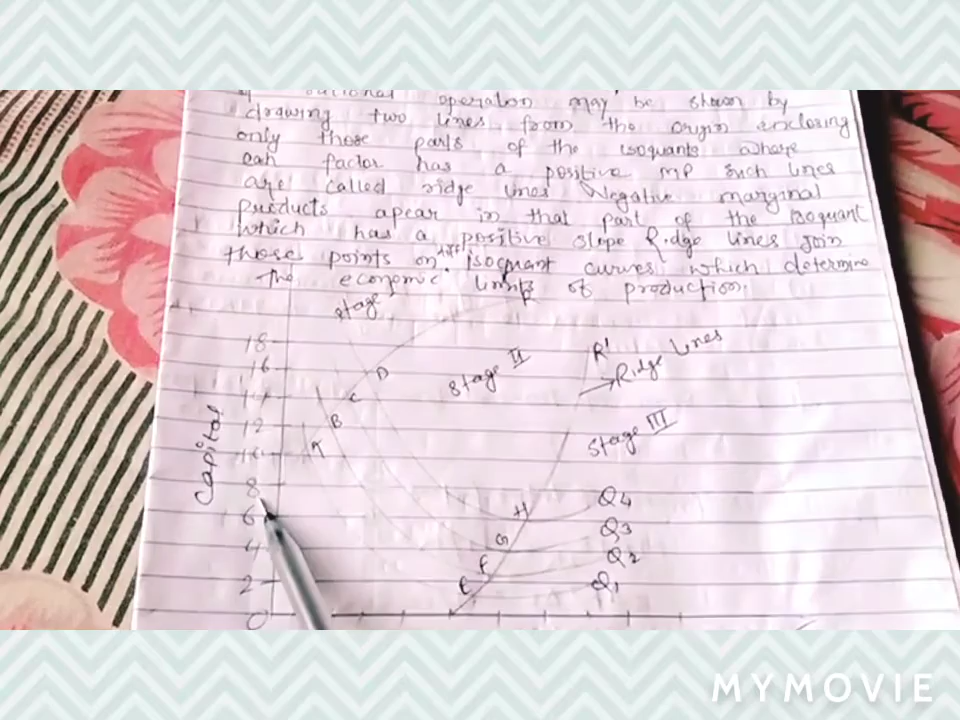 rational operation may be shown by
drawing two lines from the origin enclosing
only those parts of the isoquants where
eah factor has a positive MP such lines
are called ridge lines Negative marginal
products apear in that part of the isoquant
which has a positive slope Ridge lines join
those points on isoquant curves which determine
the economic limits of production.
Stage
18
16
14
12
10
8
6
4
2
0
Capital
A
B
C
D
Stage II
R'
Ridge lines
Stage III
H
G
F
E
Q4
Q3
Q2
Q1
MYMOVIE